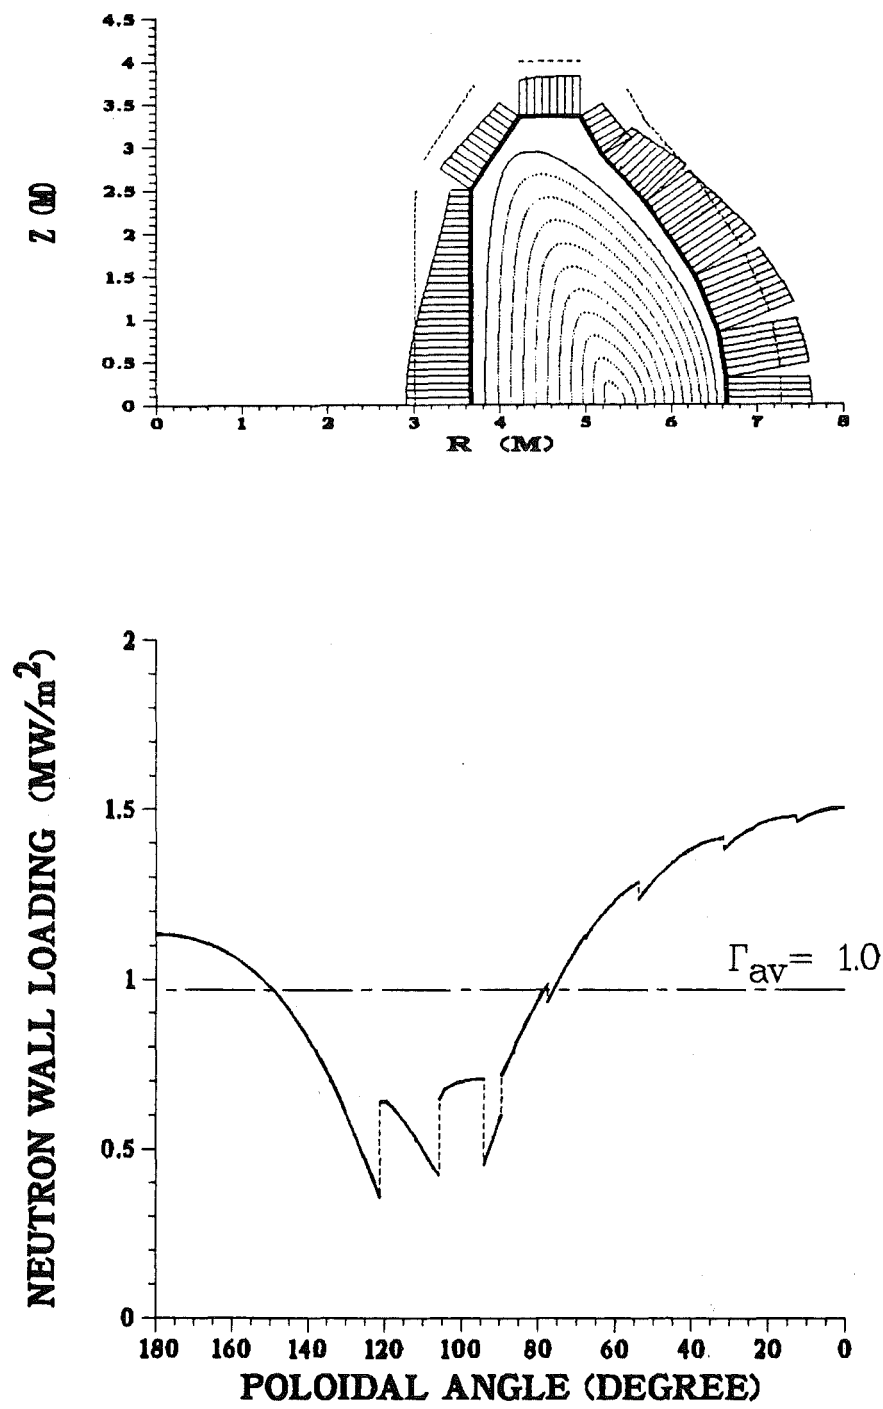 4.5
4
3.5
3
2.5
2
1.5
1
0.5
0
Z (M)
0 1 2 3 4 5 6 7 8
R (M)
2
1.5
1
0.5
0
NEUTRON WALL LOADING (MW/m²)
Γav= 1.0
180 160 140 120 100 80 60 40 20 0
POLOIDAL ANGLE (DEGREE)